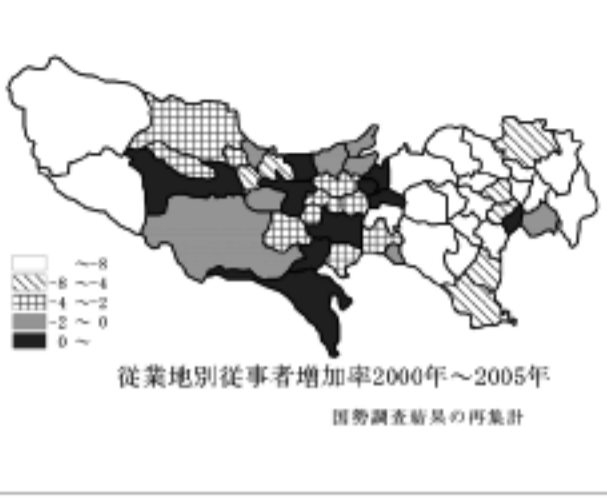 ～-8
-8 ～-4
-4 ～-2
-2 ～ 0
0 ～
従業地別従事者増加率2000年～2005年
国勢調査結果の再集計